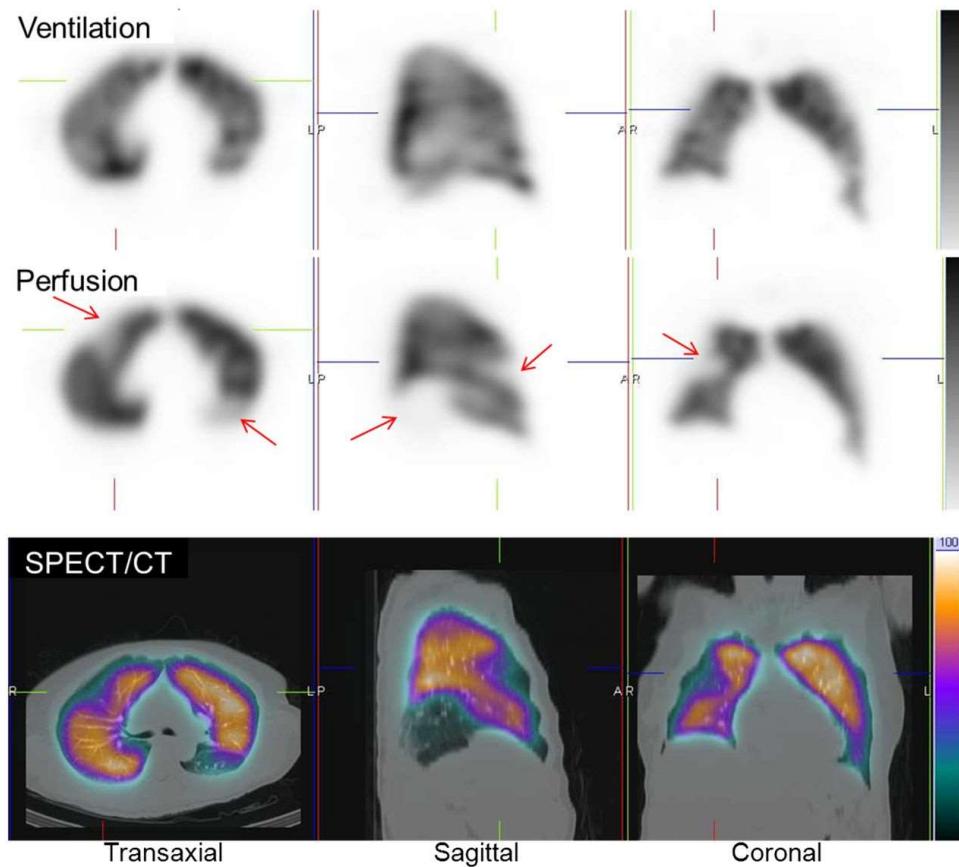 Ventilation
L P
A R
L
Perfusion
L P
A R
L
SPECT/CT
100
R
L P
A R
L
Transaxial
Sagittal
Coronal